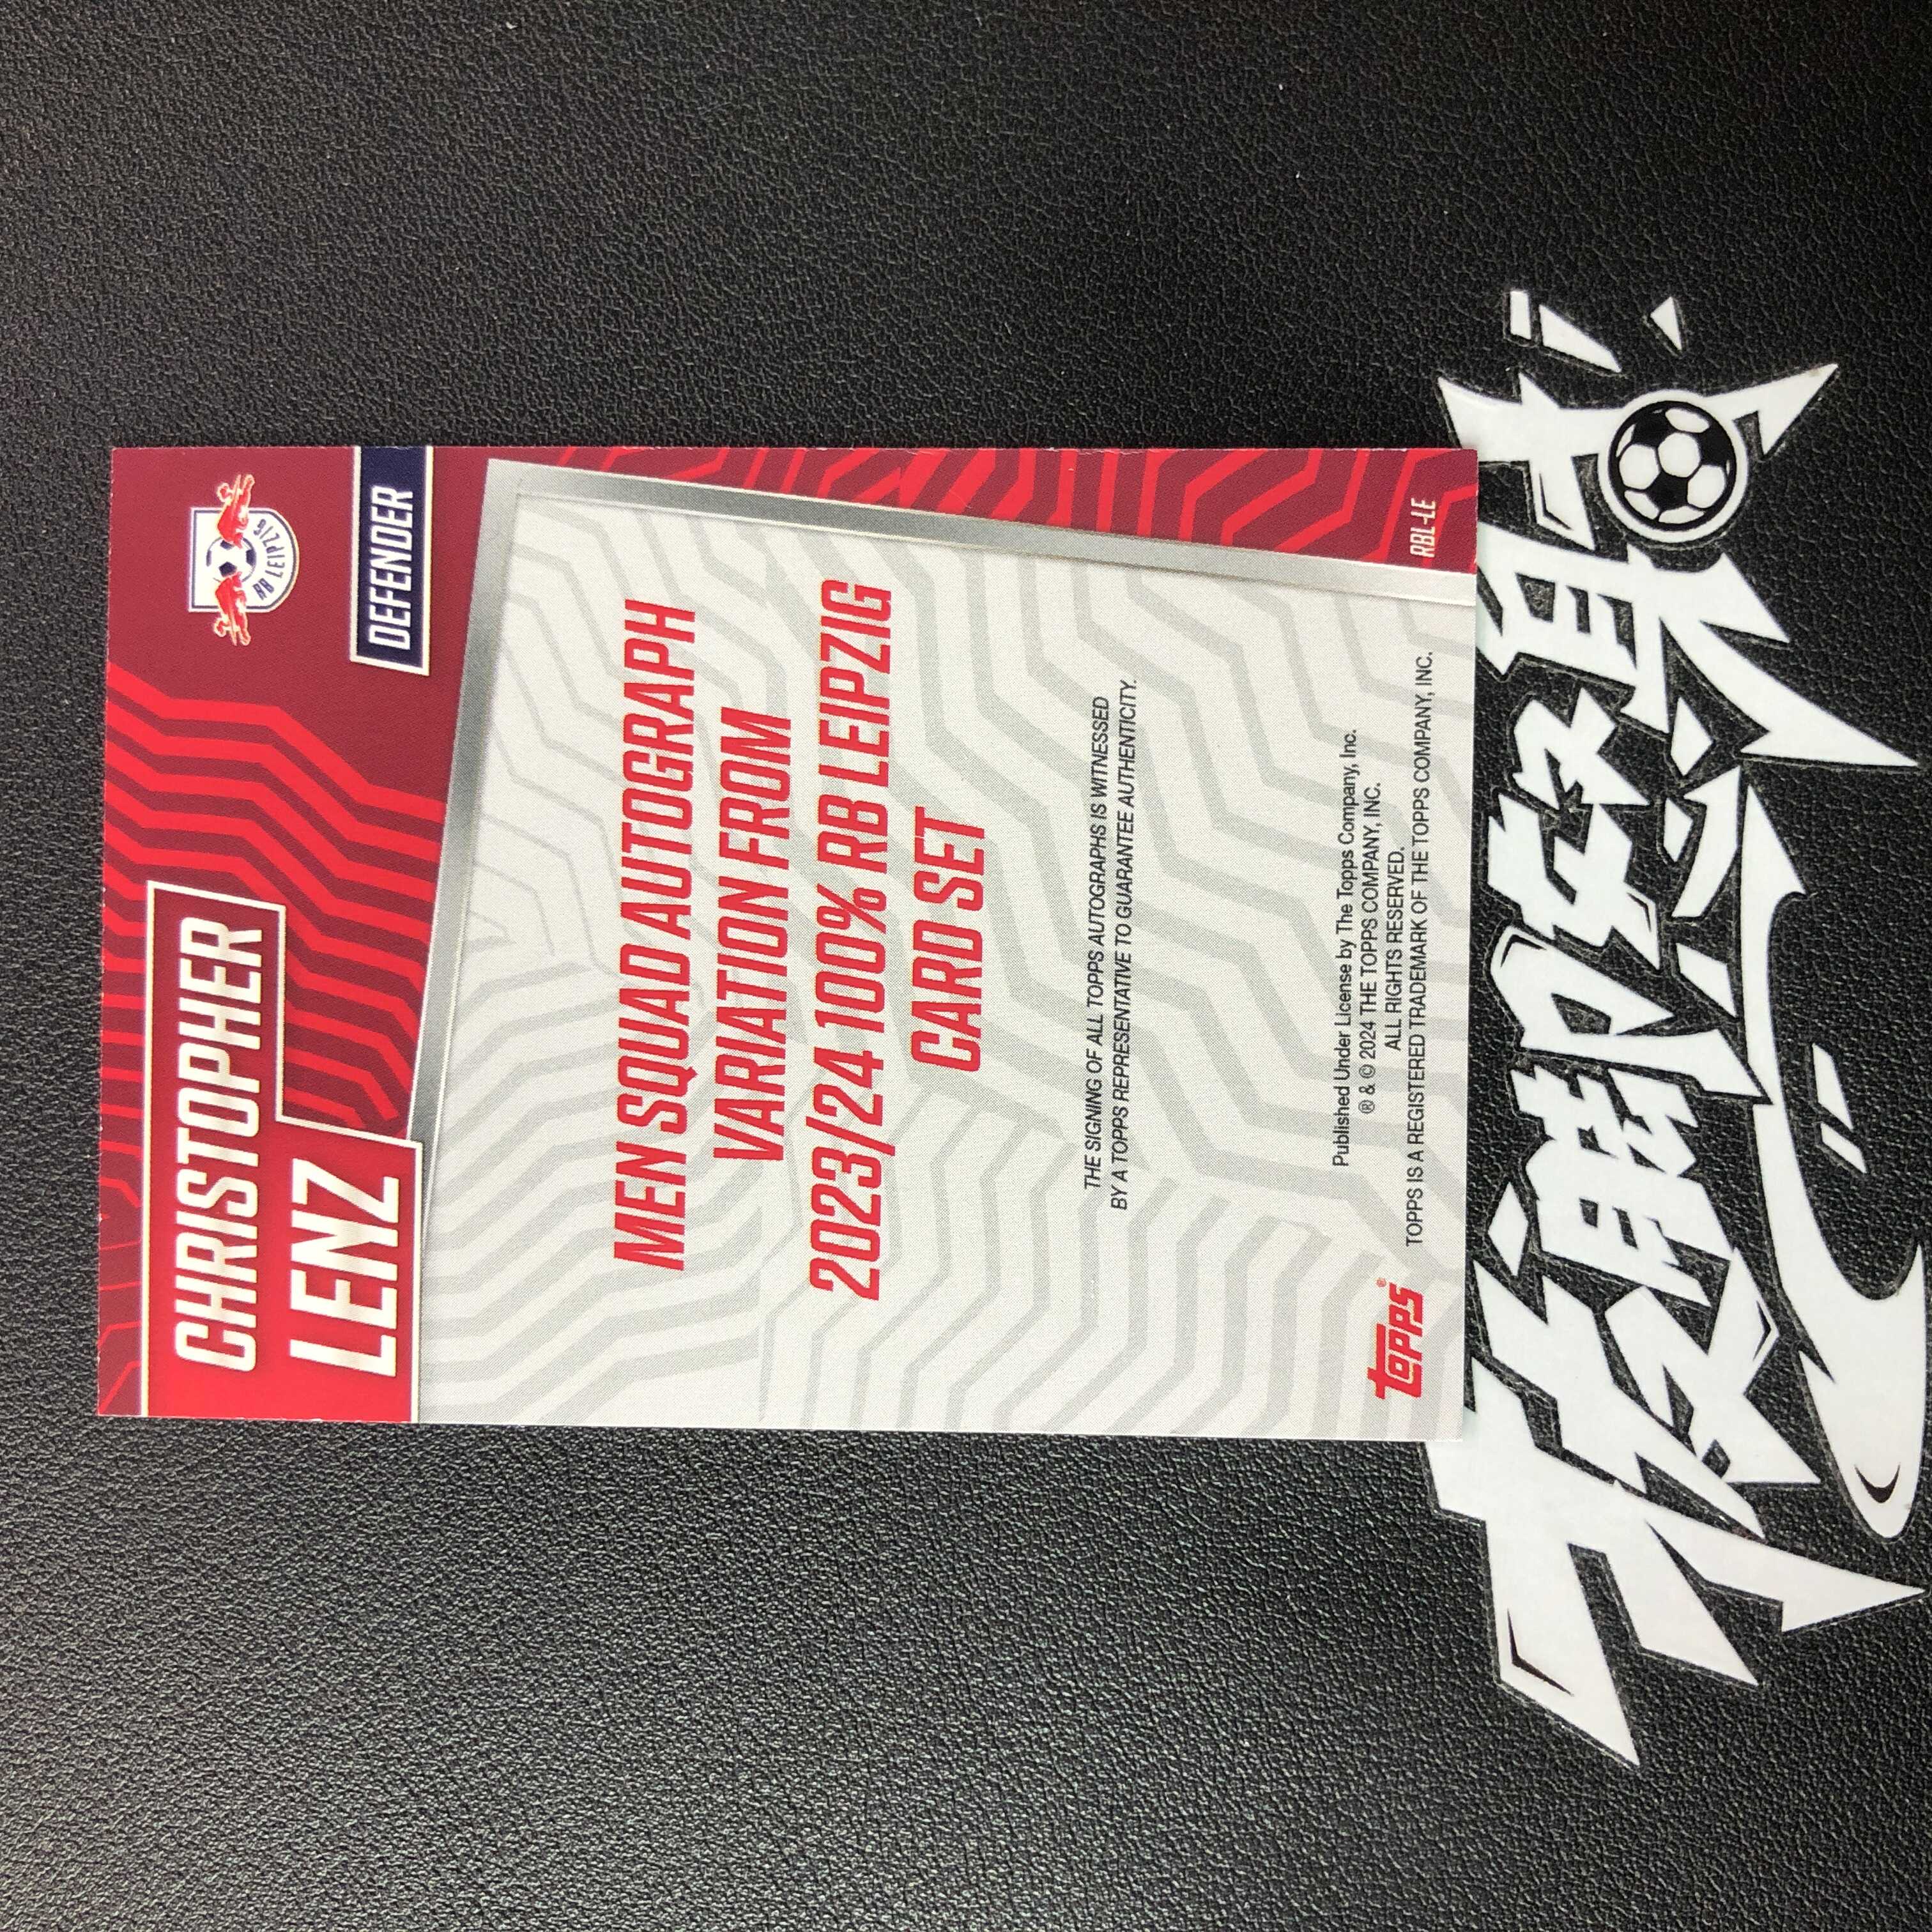 CHRISTOPHER
LENZ
RB LEIPZIG
DEFENDER
MEN SQUAD AUTOGRAPH
VARIATION FROM
2023/24 100% RB LEIPZIG
CARD SET
THE SIGNING OF ALL TOPPS AUTOGRAPHS IS WITNESSED
BY A TOPPS REPRESENTATIVE TO GUARANTEE AUTHENTICITY.
Published Under License by The Topps Company, Inc.
® & © 2024 THE TOPPS COMPANY, INC.
ALL RIGHTS RESERVED.
TOPPS IS A REGISTERED TRADEMARK OF THE TOPPS COMPANY, INC.
topps®
RBL-LE